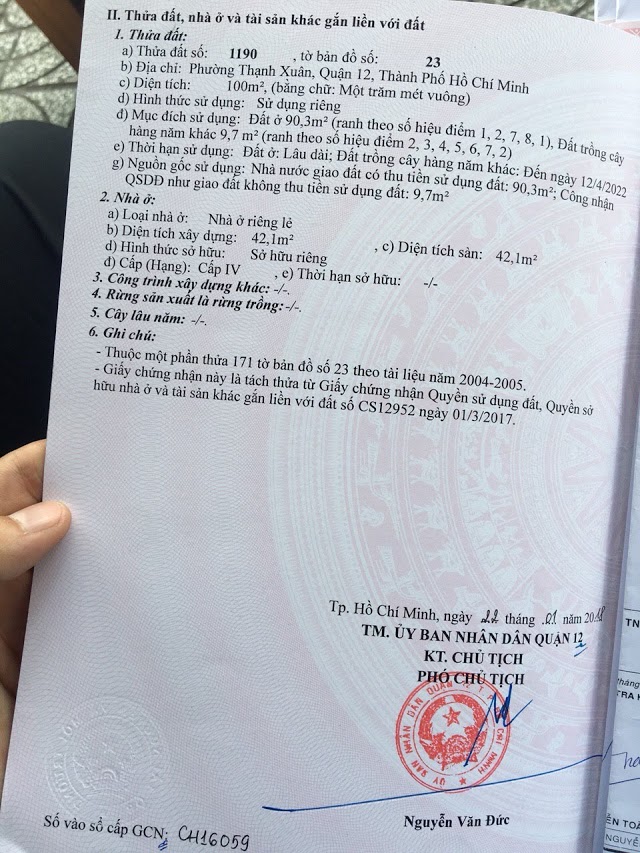 II. Thửa đất, nhà ở và tài sản khác gắn liền với đất
1. Thửa đất:
a) Thửa đất số: 1190 , tờ bản đồ số: 23
b) Địa chỉ: Phường Thạnh Xuân, Quận 12, Thành Phố Hồ Chí Minh
c) Diện tích: 100m², (bằng chữ: Một trăm mét vuông)
d) Hình thức sử dụng: Sử dụng riêng
đ) Mục đích sử dụng: Đất ở 90,3m² (ranh theo số hiệu điểm 1, 2, 7, 8, 1), Đất trồng cây
hàng năm khác 9,7 m² (ranh theo số hiệu điểm 2, 3, 4, 5, 6, 7, 2)
e) Thời hạn sử dụng: Đất ở: Lâu dài; Đất trồng cây hàng năm khác: Đến ngày 12/4/2022
g) Nguồn gốc sử dụng: Nhà nước giao đất có thu tiền sử dụng đất: 90,3m²; Công nhận
QSDĐ như giao đất không thu tiền sử dụng đất: 9,7m²
2. Nhà ở:
a) Loại nhà ở: Nhà ở riêng lẻ
b) Diện tích xây dựng: 42,1m² , c) Diện tích sàn: 42,1m²
d) Hình thức sở hữu: Sở hữu riêng
đ) Cấp (Hạng): Cấp IV , e) Thời hạn sở hữu: -/-
3. Công trình xây dựng khác: -/-.
4. Rừng sản xuất là rừng trồng: -/-.
5. Cây lâu năm: -/-.
6. Ghi chú:
- Thuộc một phần thửa 171 tờ bản đồ số 23 theo tài liệu năm 2004-2005.
- Giấy chứng nhận này là tách thửa từ Giấy chứng nhận Quyền sử dụng đất, Quyền sở
hữu nhà ở và tài sản khác gắn liền với đất số CS12952 ngày 01/3/2017.
Tp. Hồ Chí Minh, ngày 22 tháng 01 năm 2018
TM. ỦY BAN NHÂN DÂN QUẬN 12
KT. CHỦ TỊCH
PHÓ CHỦ TỊCH
Nguyễn Văn Đức
Số vào sổ cấp GCN: CH16059